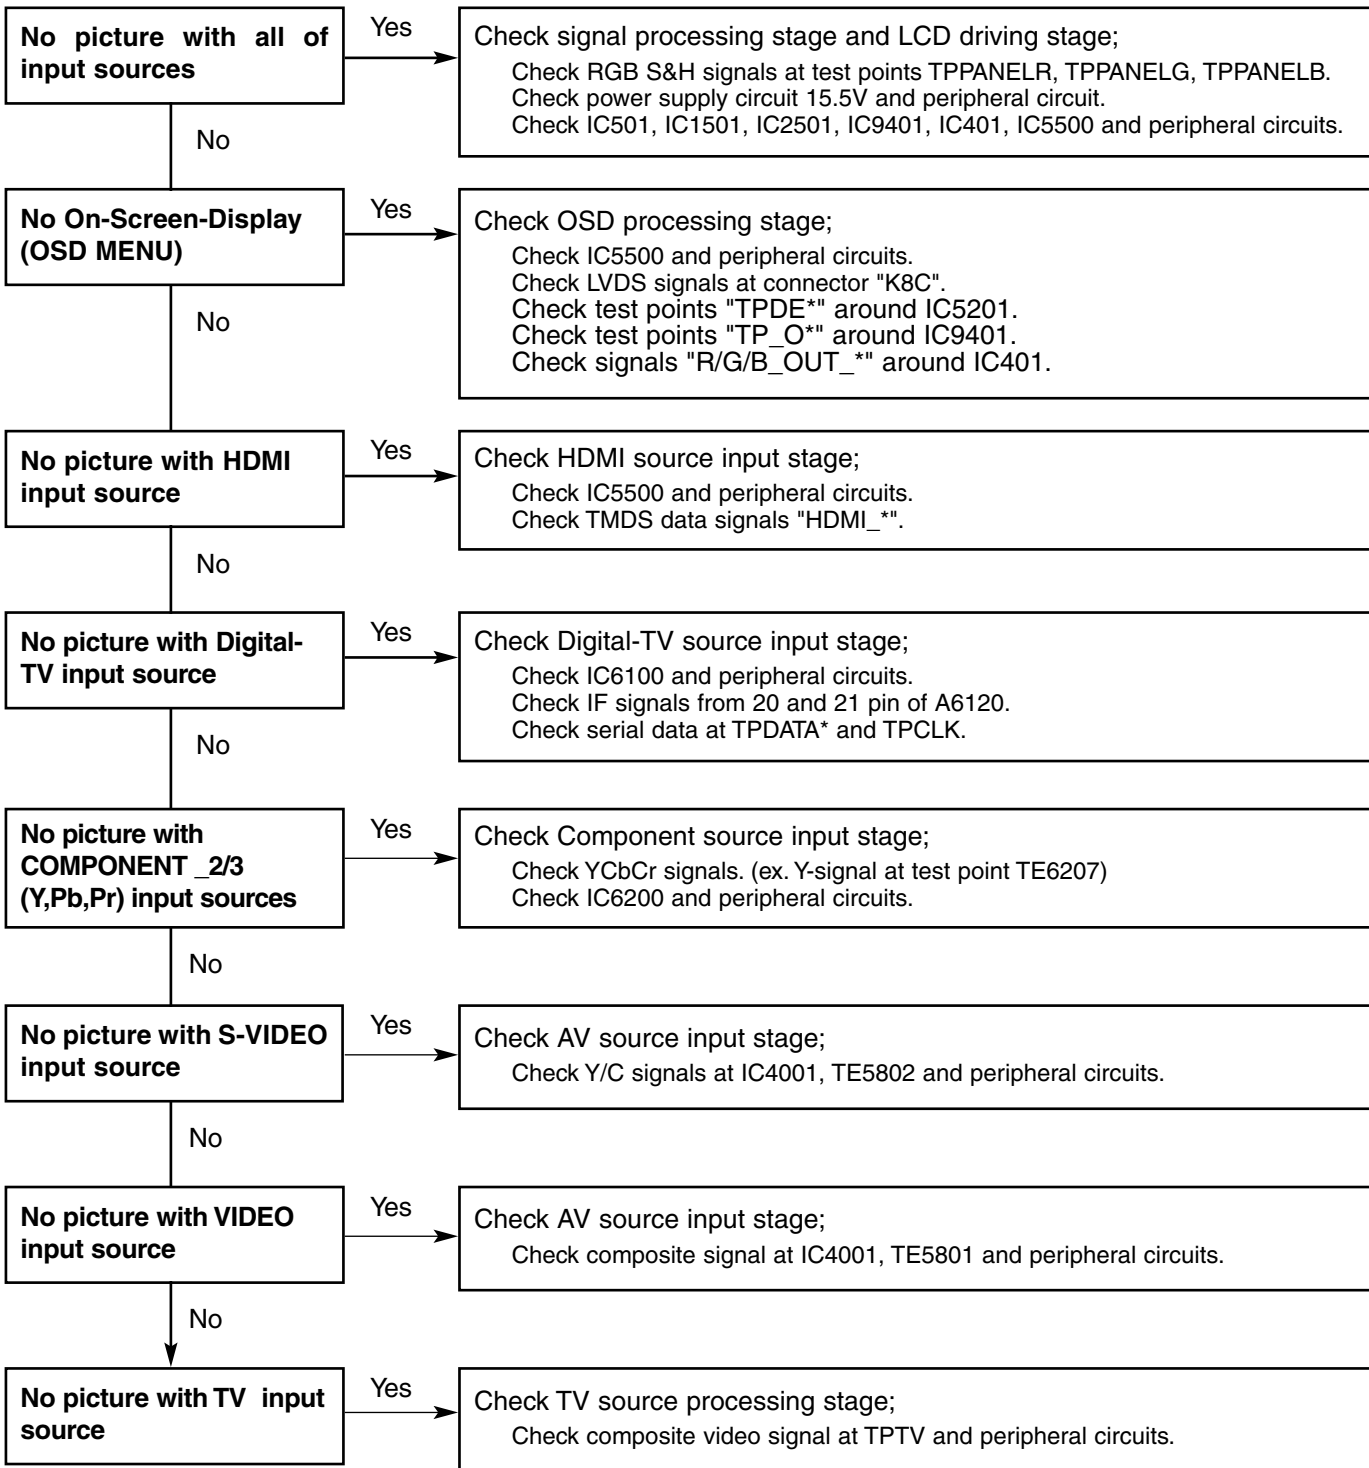 No picture with all of
input sources
Yes
Check signal processing stage and LCD driving stage;
Check RGB S&H signals at test points TPPANELR, TPPANELG, TPPANELB.
Check power supply circuit 15.5V and peripheral circuit.
Check IC501, IC1501, IC2501, IC9401, IC401, IC5500 and peripheral circuits.
No
No On-Screen-Display
(OSD MENU)
Yes
Check OSD processing stage;
Check IC5500 and peripheral circuits.
Check LVDS signals at connector "K8C".
Check test points "TPDE*" around IC5201.
Check test points "TP_O*" around IC9401.
Check signals "R/G/B_OUT_*" around IC401.
No
No picture with HDMI
input source
Yes
Check HDMI source input stage;
Check IC5500 and peripheral circuits.
Check TMDS data signals "HDMI_*".
No
No picture with Digital-
TV input source
Yes
Check Digital-TV source input stage;
Check IC6100 and peripheral circuits.
Check IF signals from 20 and 21 pin of A6120.
Check serial data at TPDATA* and TPCLK.
No
No picture with
COMPONENT _2/3
(Y,Pb,Pr) input sources
Yes
Check Component source input stage;
Check YCbCr signals. (ex. Y-signal at test point TE6207)
Check IC6200 and peripheral circuits.
No
No picture with S-VIDEO
input source
Yes
Check AV source input stage;
Check Y/C signals at IC4001, TE5802 and peripheral circuits.
No
No picture with VIDEO
input source
Yes
Check AV source input stage;
Check composite signal at IC4001, TE5801 and peripheral circuits.
No
No picture with TV input
source
Yes
Check TV source processing stage;
Check composite video signal at TPTV and peripheral circuits.